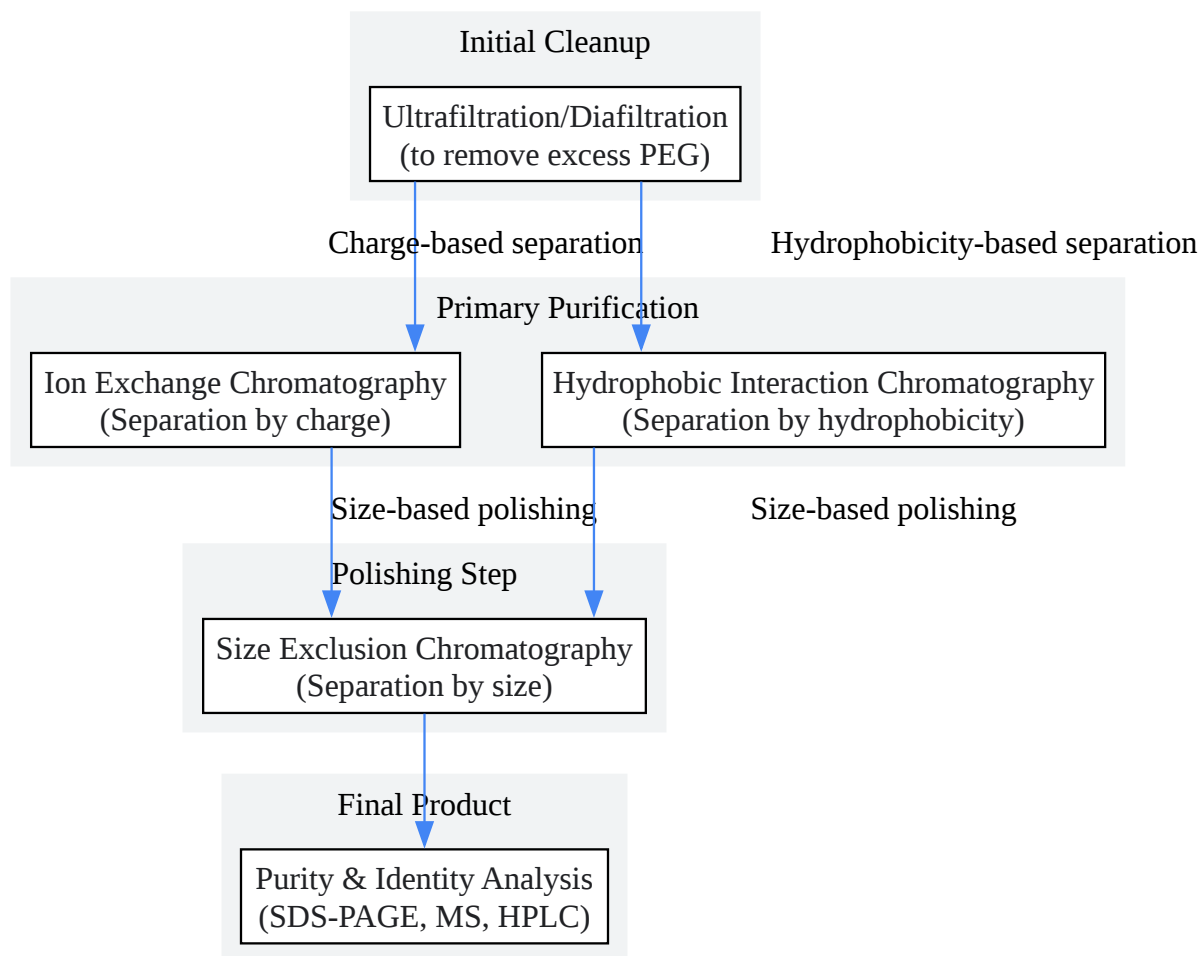 Initial Cleanup
Ultrafiltration/Diafiltration
(to remove excess PEG)
Charge-based separation
Hydrophobicity-based separation
Primary Purification
Ion Exchange Chromatography
(Separation by charge)
Hydrophobic Interaction Chromatography
(Separation by hydrophobicity)
Size-based polishing
Size-based polishing
Polishing Step
Size Exclusion Chromatography
(Separation by size)
Final Product
Purity & Identity Analysis
(SDS-PAGE, MS, HPLC)